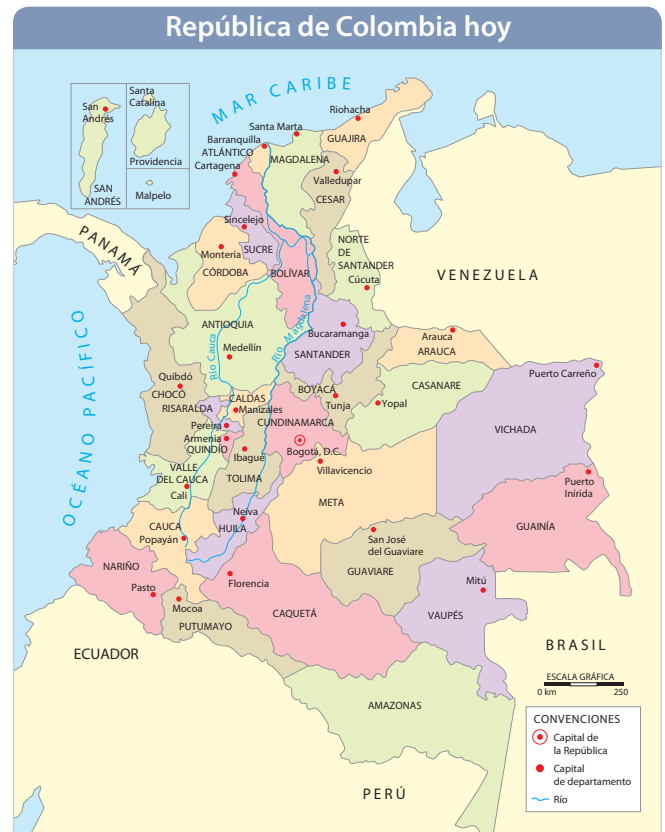 República de Colombia hoy
MAR CARIBE
San
Andrés
SAN
ANDRÉS
Santa
Catalina
Providencia
Malpelo
Riohacha
GUAJIRA
Santa Marta
Barranquilla
ATLÁNTICO
Cartagena
MAGDALENA
Valledupar
CESAR
Sincelejo
SUCRE
Montería
CÓRDOBA
BOLÍVAR
NORTE
DE
SANTANDER
Cúcuta
PANAMÁ
VENEZUELA
OCÉANO PACÍFICO
ANTIOQUIA
Medellín
Río Cauca
Río Magdalena
Bucaramanga
SANTANDER
Arauca
ARAUCA
Puerto Carreño
Quibdó
CHOCÓ
RISARALDA
CALDAS
Manizales
Pereira
Armenia
QUINDÍO
BOYACÁ
Tunja
Yopal
CASANARE
CUNDINAMARCA
Bogotá, D.C.
VICHADA
Ibagué
TOLIMA
Villavicencio
META
VALLE
DEL CAUCA
Cali
Puerto
Inírida
GUAINÍA
CAUCA
Popayán
Neiva
HUILA
San José
del Guaviare
GUAVIARE
NARIÑO
Pasto
Mocoa
PUTUMAYO
Florencia
CAQUETÁ
Mitú
VAUPÉS
ECUADOR
BRASIL
AMAZONAS
PERÚ
ESCALA GRÁFICA
0 km 250
CONVENCIONES
Capital de
la República
Capital
de departamento
Río